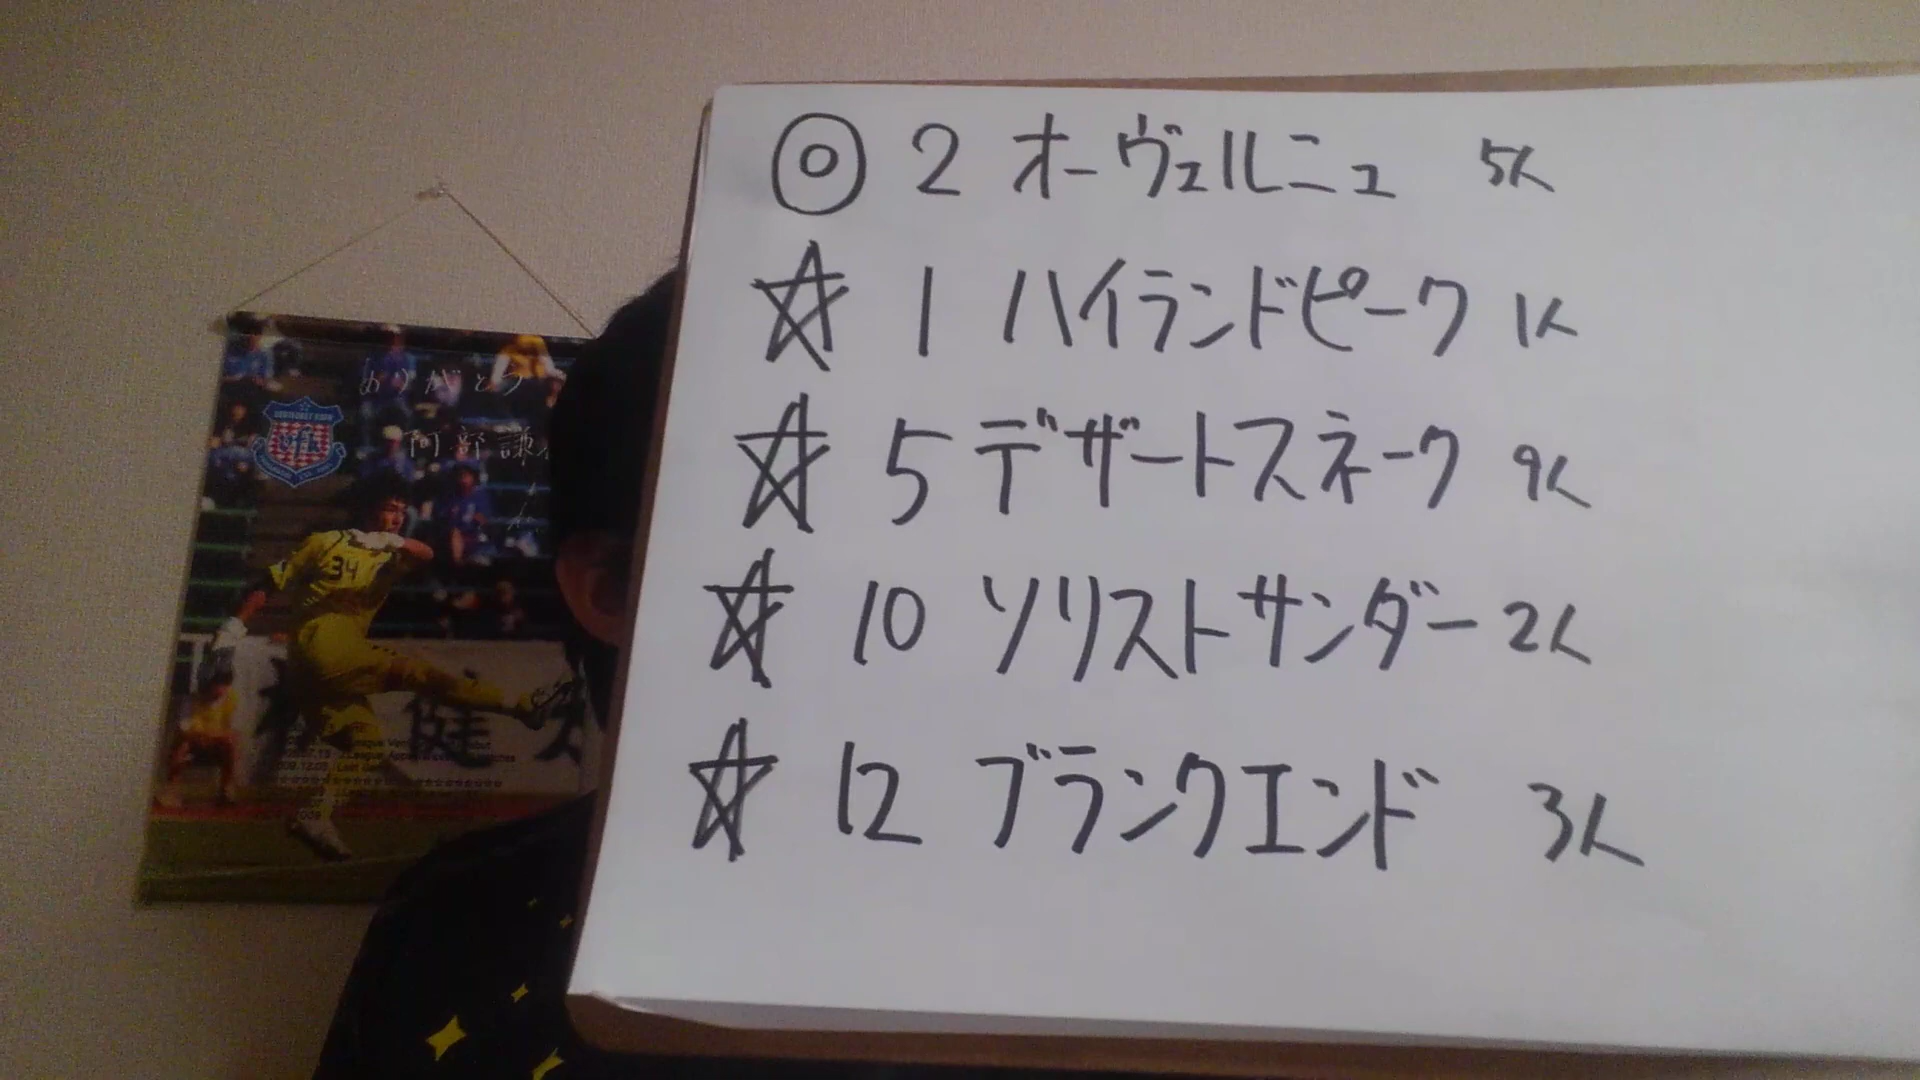 ◎ 2 オーヴェルニュ 5人
☆ 1 ハイランドピーク 1人
☆ 5 デザートスネーク 9人
☆ 10 ソリストサンダー 2人
☆ 12 ブランクエンド 3人
ありがとう
阿部謙
34
健